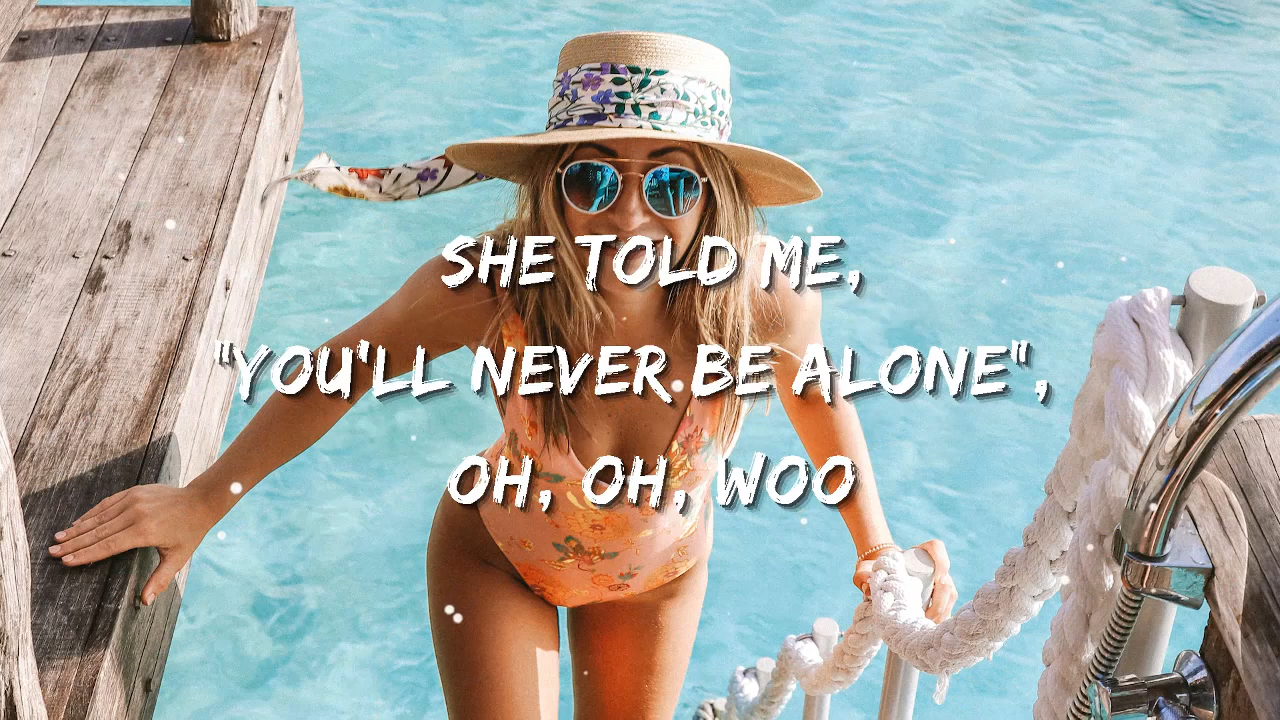 SHE TOLD ME,
"YOU'LL NEVER BE ALONE",
OH, OH, WOO